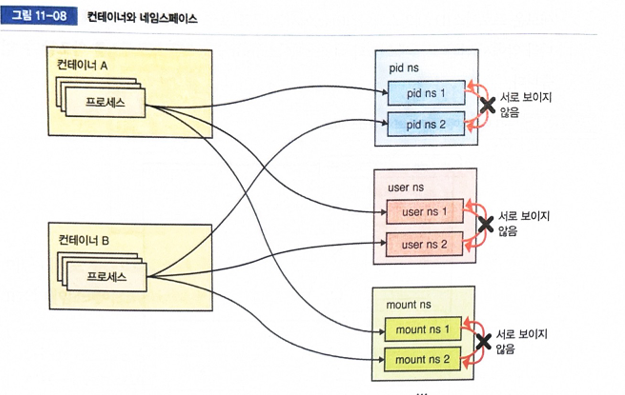 그림 11-08 컨테이너와 네임스페이스
컨테이너 A
프로세스
컨테이너 B
프로세스
pid ns
pid ns 1
pid ns 2
서로 보이지
않음
user ns
user ns 1
user ns 2
서로 보이지
않음
mount ns
mount ns 1
mount ns 2
서로 보이지
않음
...